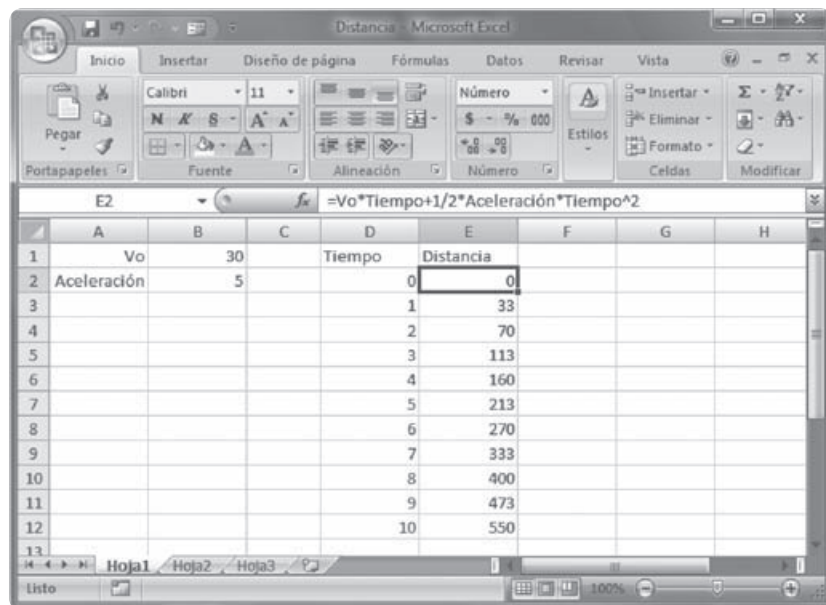 Distancia - Microsoft Excel
Inicio Insertar Diseño de página Fórmulas Datos Revisar Vista
Pegar
Portapapeles
Calibri 11
N K S A A
Fuente
Alineación
Número
$ % 000
Número
Estilos
Insertar
Eliminar
Formato
Celdas
Modificar
E2 fx =Vo*Tiempo+1/2*Aceleración*Tiempo^2
A B C D E F G H
1 Vo 30 Tiempo Distancia
2 Aceleración 5 0 0
3 1 33
4 2 70
5 3 113
6 4 160
7 5 213
8 6 270
9 7 333
10 8 400
11 9 473
12 10 550
13
Hoja1 Hoja2 Hoja3
Listo 100%